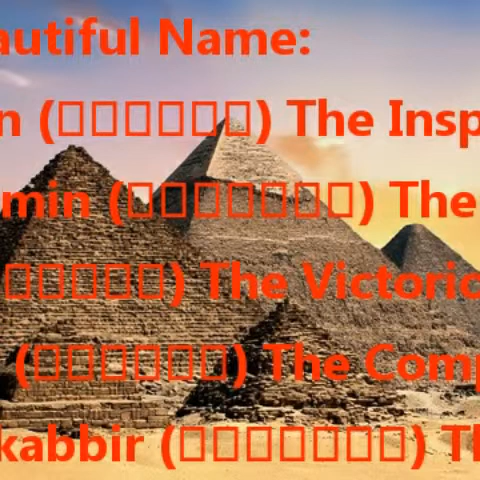 autiful Name:
n (□□□□□□) The Insp
min (□□□□□□□) The
□□□□□□) The Victoric
(□□□□□□) The Comp
kabbir (□□□□□□□) Th